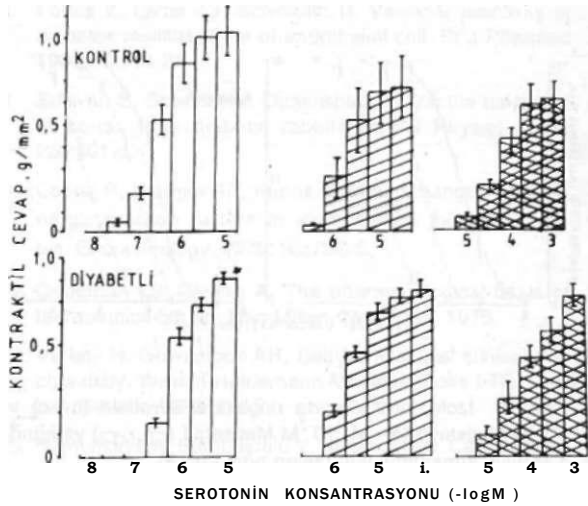 KONTRAKTİL CEVAP. g/mm2
1,0
0,5
0
KONTROL
8 7 6 5
6 5
5 4 3
1,0
0,5
0
DİYABETLİ
8 7 6 5
6 5 i.
5 4 3
SEROTONİN KONSANTRASYONU (-logM )